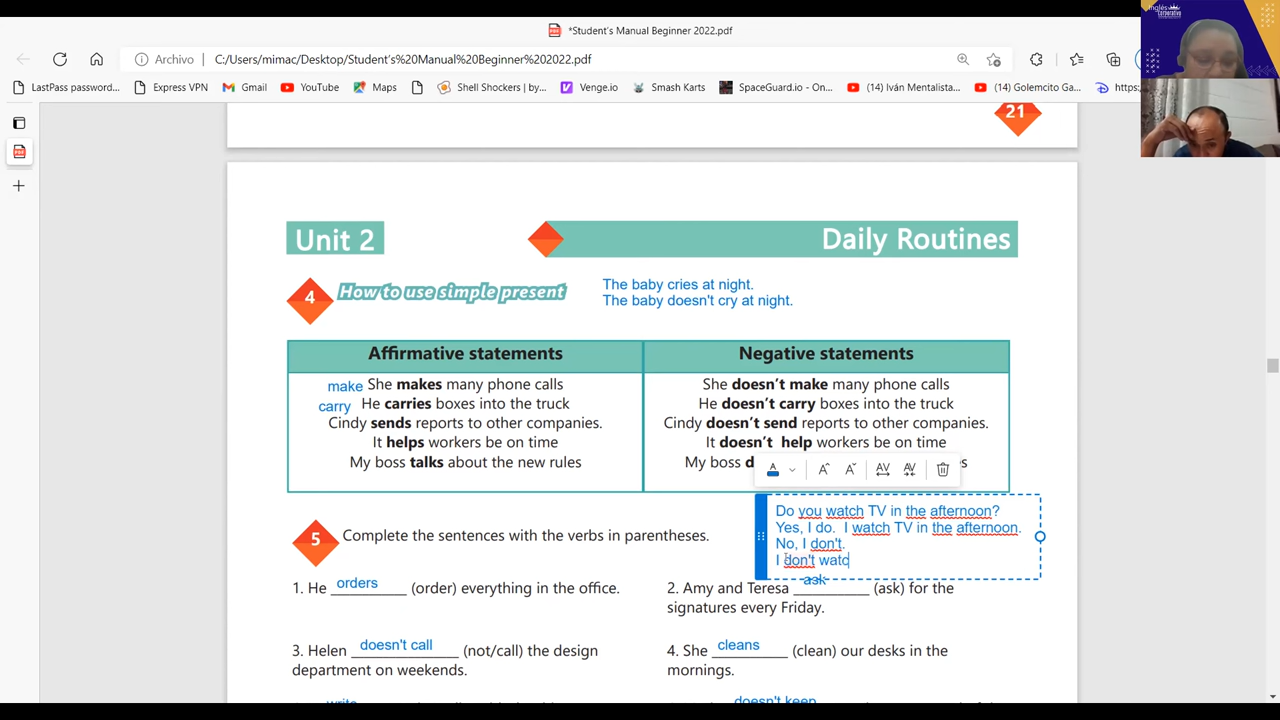 *Student's Manual Beginner 2022.pdf
Archivo C:/Users/mimac/Desktop/Student's%20Manual%20Beginner%202022.pdf
LastPass password... Express VPN Gmail YouTube Maps Shell Shockers | by... Venge.io Smash Karts SpaceGuard.io - On... (14) Iván Mentalista... (14) Golemcito Ga... https:
Inglés
Corporativo
21
Unit 2
Daily Routines
4 How to use simple present
The baby cries at night.
The baby doesn't cry at night.
Affirmative statements
Negative statements
make She makes many phone calls
carry He carries boxes into the truck
Cindy sends reports to other companies.
It helps workers be on time
My boss talks about the new rules
She doesn't make many phone calls
He doesn't carry boxes into the truck
Cindy doesn't send reports to other companies.
It doesn't help workers be on time
My boss
Do you watch TV in the afternoon?
Yes, I do. I watch TV in the afternoon.
No, I don't.
I don't watc
5 Complete the sentences with the verbs in parentheses.
1. He orders (order) everything in the office.
2. Amy and Teresa ask (ask) for the
signatures every Friday.
3. Helen doesn't call (not/call) the design
department on weekends.
4. She cleans (clean) our desks in the
mornings.
write
doesn't keep